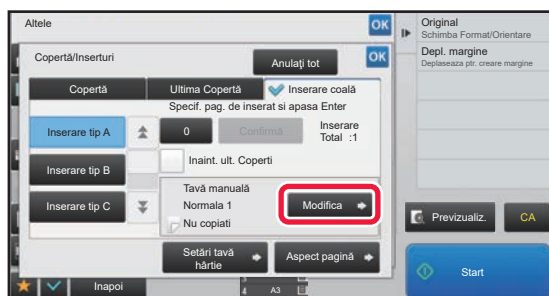 Altele
OK
Original
Schimba Format/Orientare
Depl. margine
Deplaseaza ptr. creare margine
Copertă/Inserturi
Anulaţi tot
OK
Copertă
Ultima Copertă
Inserare coală
Specif. pag. de inserat si apasa Enter
Inserare tip A
0
Confirmă
Inserare
Total :1
Inaint. ult. Coperti
Inserare tip B
Tavă manuală
Inserare tip C
Normala 1
Modifica
Nu copiati
Previzualiz.
CA
Setări tavă
hârtie
Aspect pagină
Start
Inapoi
4
A3